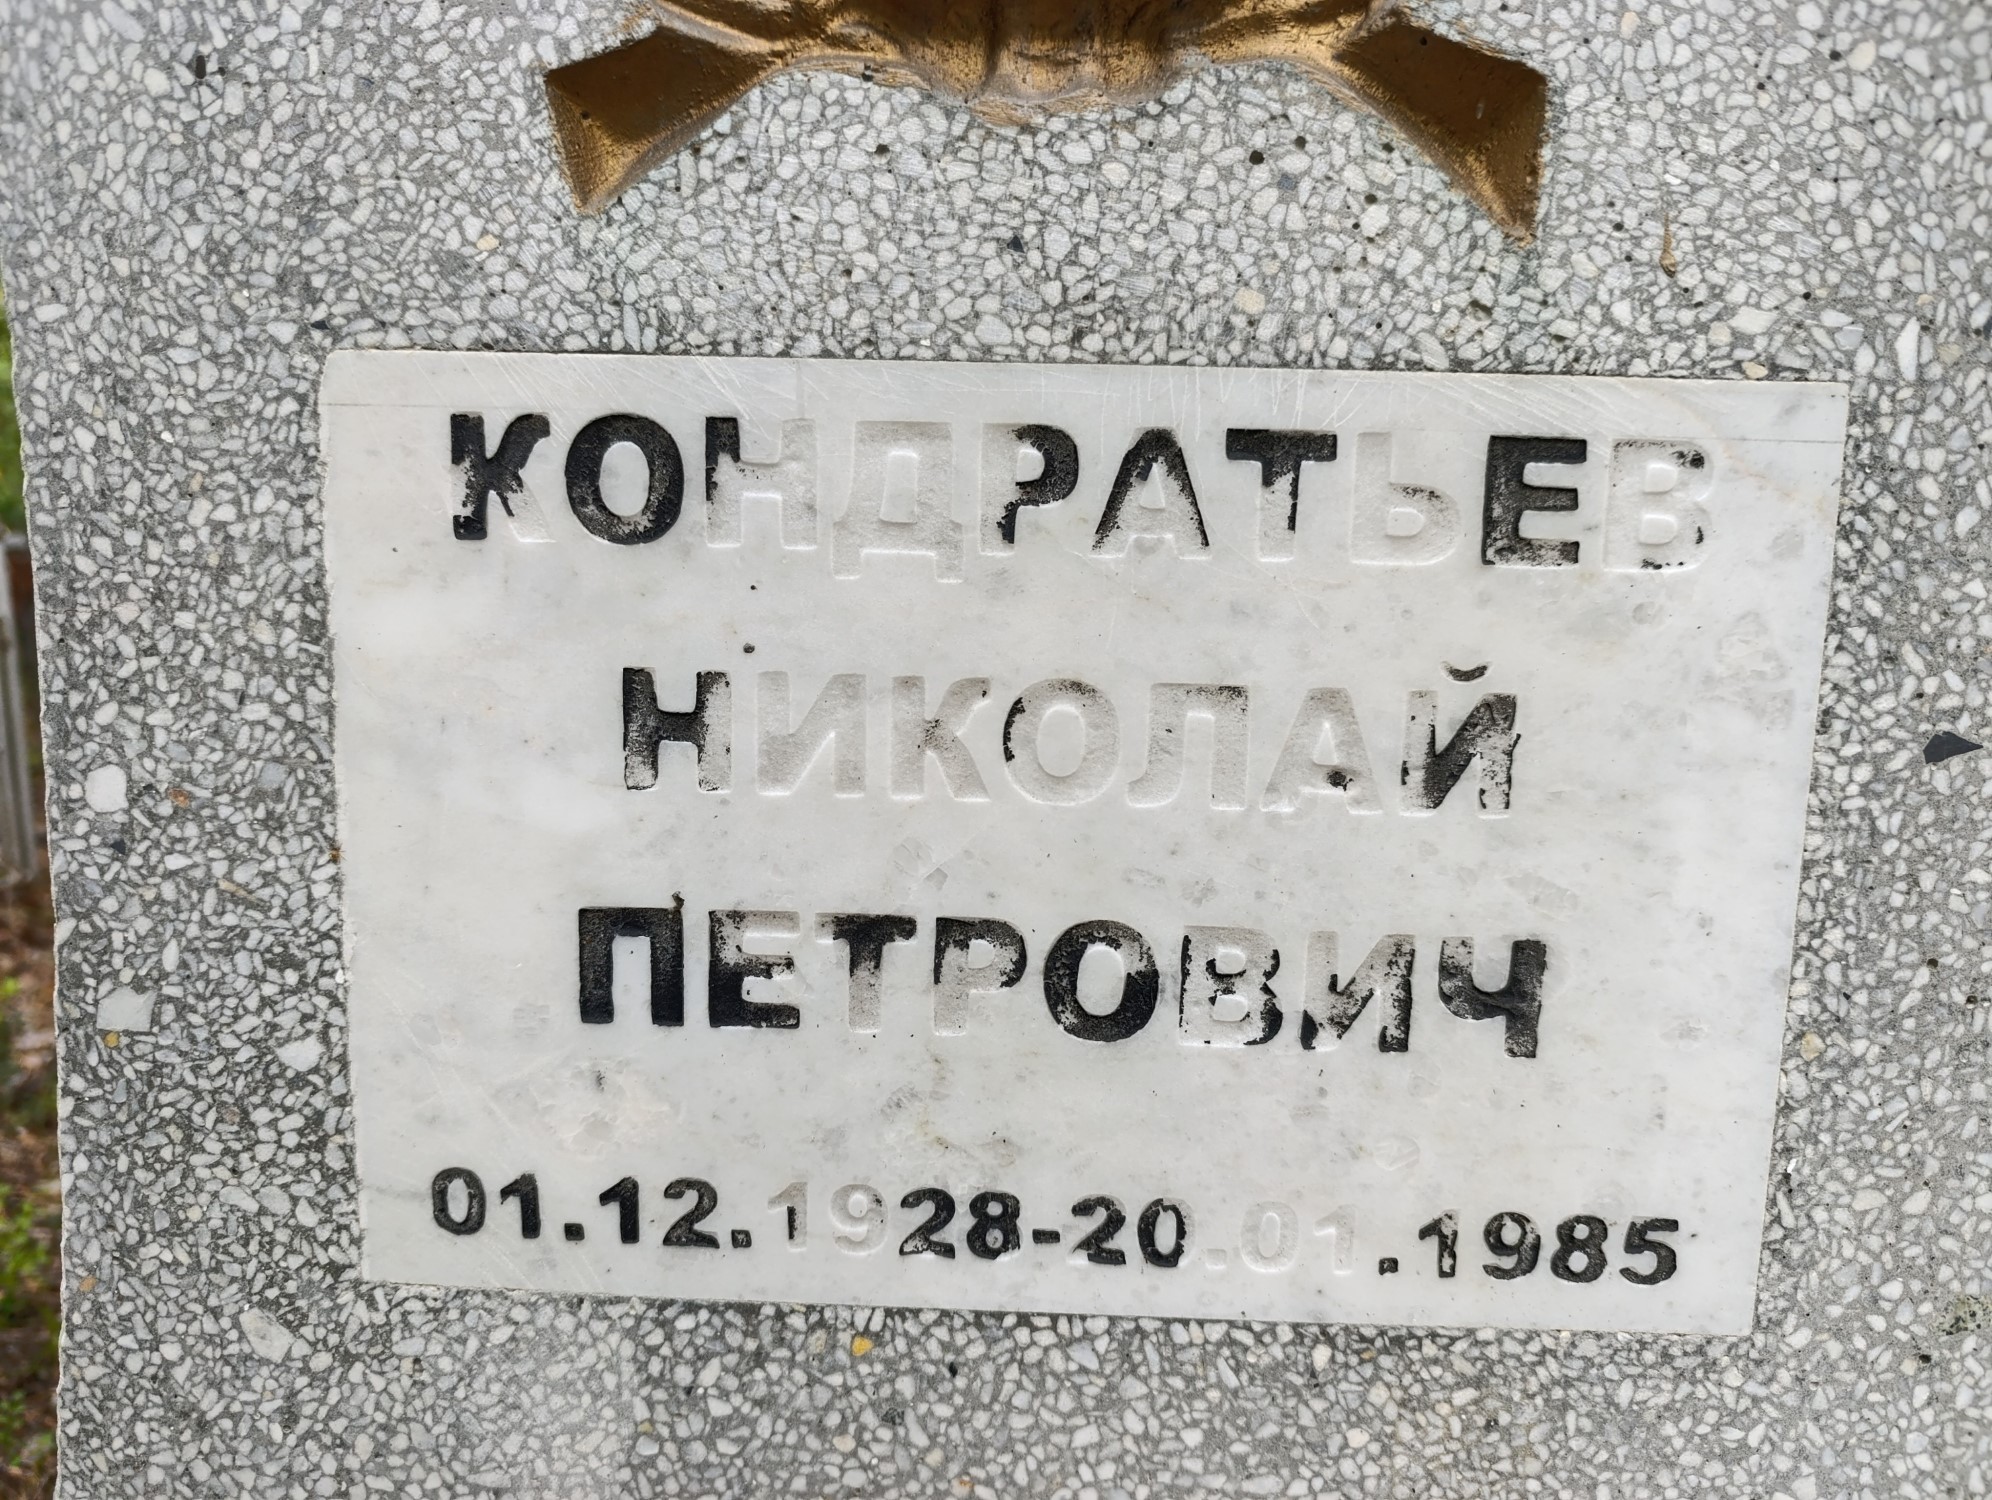 КОНДРАТЬЕВ
НИКОЛАЙ
ПЕТРОВИЧ
01.12.1928-20.01.1985